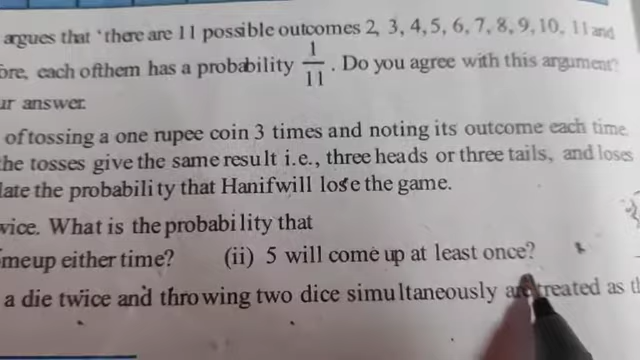 argues that 'there are 11 possible outcomes 2, 3, 4, 5, 6, 7, 8, 9, 10, 11 and
ore, each of them has a probability 1/11. Do you agree with this argument?
ur answer.
of tossing a one rupee coin 3 times and noting its outcome each time.
the tosses give the same result i.e., three heads or three tails, and loses
late the probability that Hanif will lose the game.
wice. What is the probability that
me up either time? (ii) 5 will come up at least once?
a die twice and throwing two dice simultaneously are treated as th